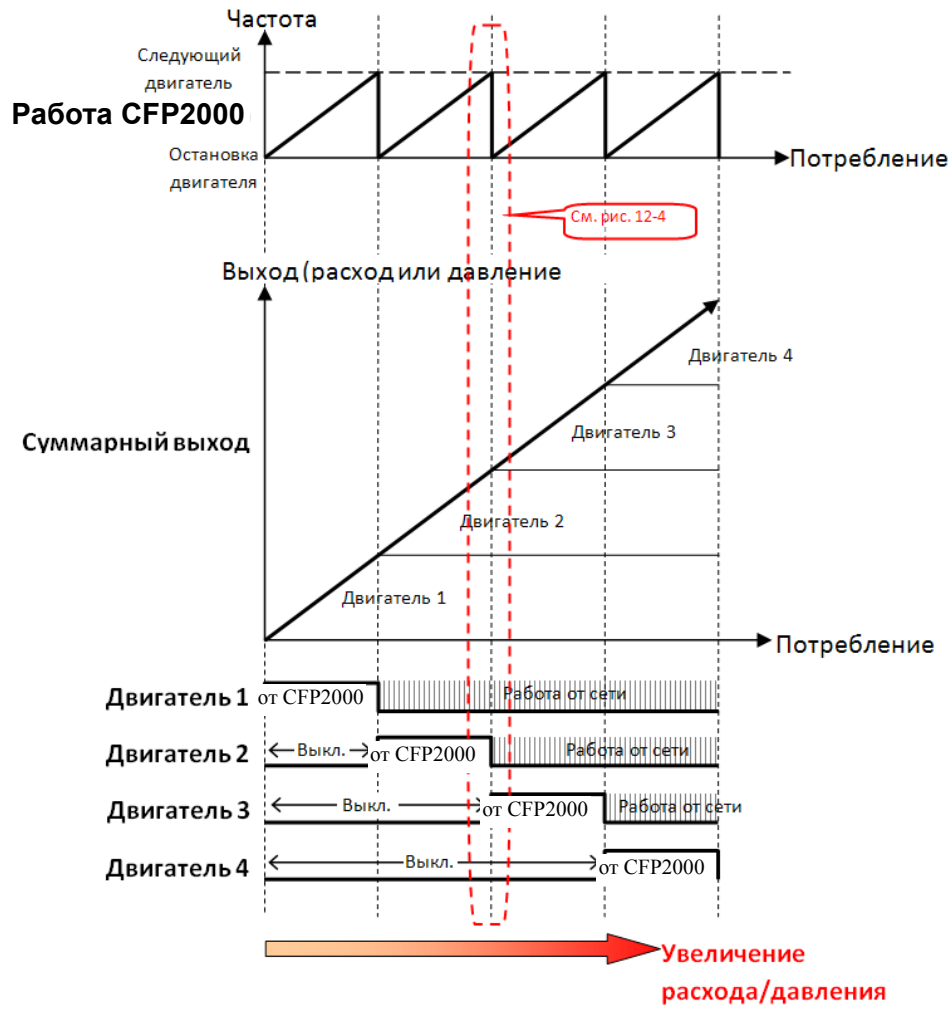 Частота
Следующий
двигатель
Работа CFP2000
Остановка
двигателя
Потребление
См. рис. 12-4
Выход (расход или давление
Двигатель 4
Двигатель 3
Суммарный выход
Двигатель 2
Двигатель 1
Потребление
Двигатель 1 от CFP2000 Работа от сети
Двигатель 2 Выкл. от CFP2000 Работа от сети
Двигатель 3 Выкл. от CFP2000 Работа от сети
Двигатель 4 Выкл. от CFP2000
Увеличение
расхода/давления